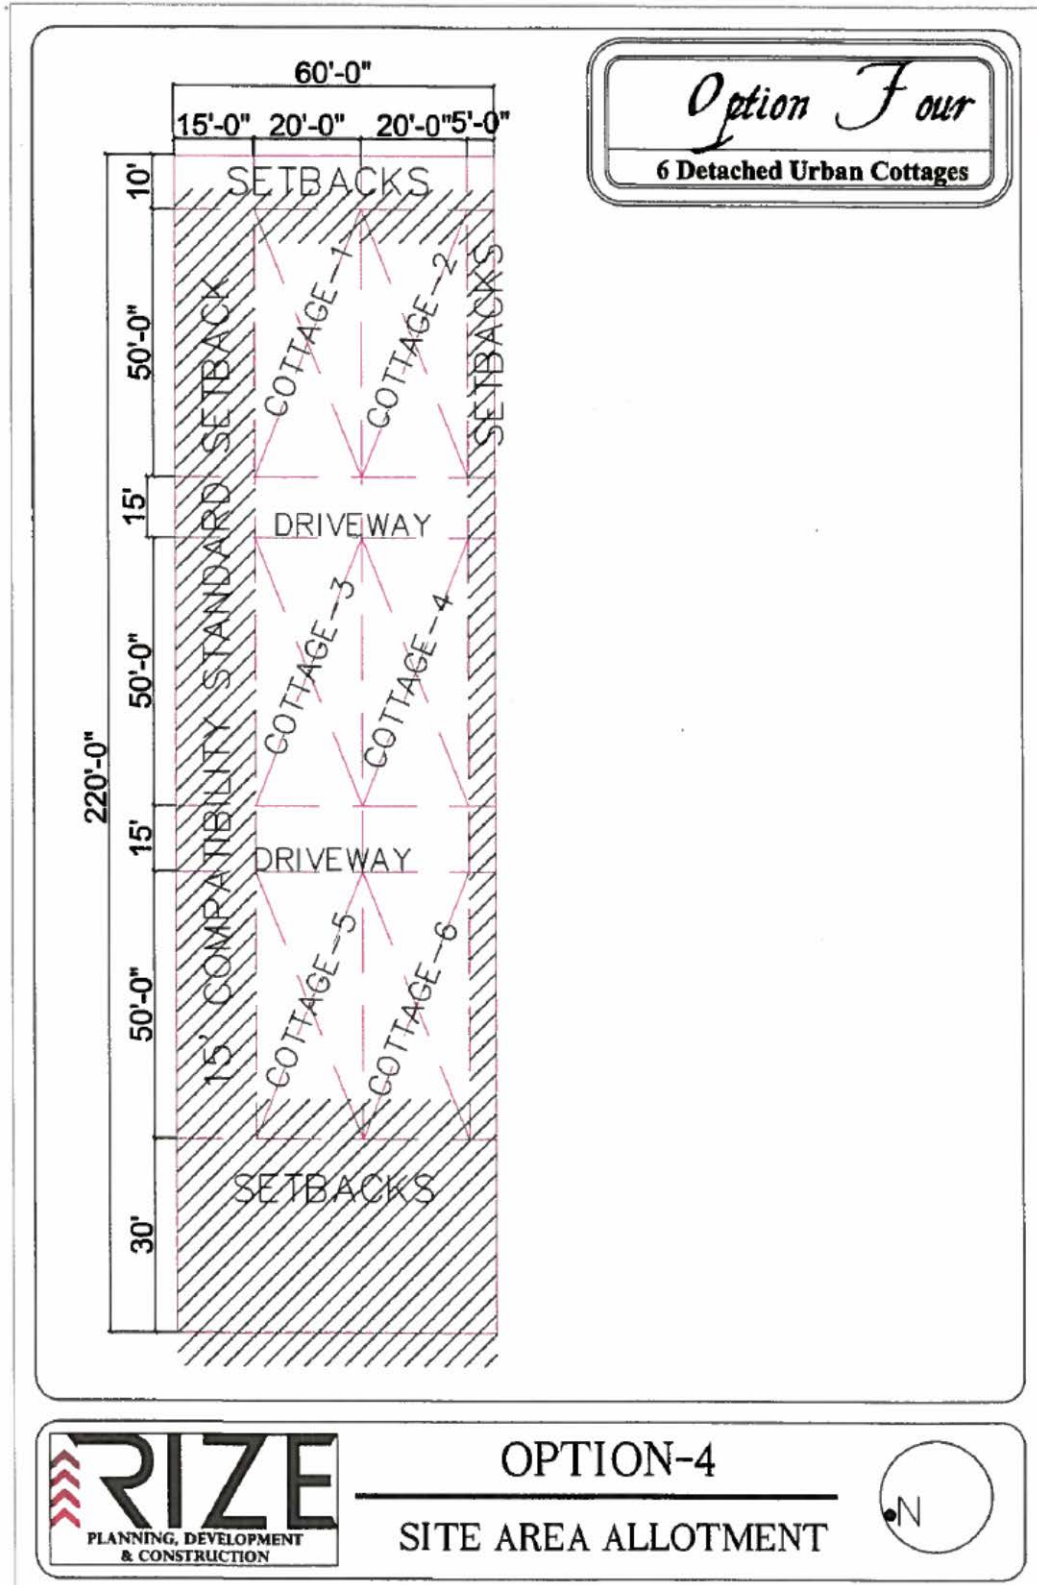 Option Four
6 Detached Urban Cottages
60'-0"
15'-0" 20'-0" 20'-0" 5'-0"
10'
SETBACKS
50'-0"
COTTAGE-1
COTTAGE-2
SETBACKS
15' COMPATIBILITY STANDARD SETBACK
15'
DRIVEWAY
50'-0"
COTTAGE-3
COTTAGE-4
220'-0"
15'
DRIVEWAY
50'-0"
COTTAGE-5
COTTAGE-6
SETBACKS
30'
RIZE
PLANNING, DEVELOPMENT
& CONSTRUCTION
OPTION-4
SITE AREA ALLOTMENT
N